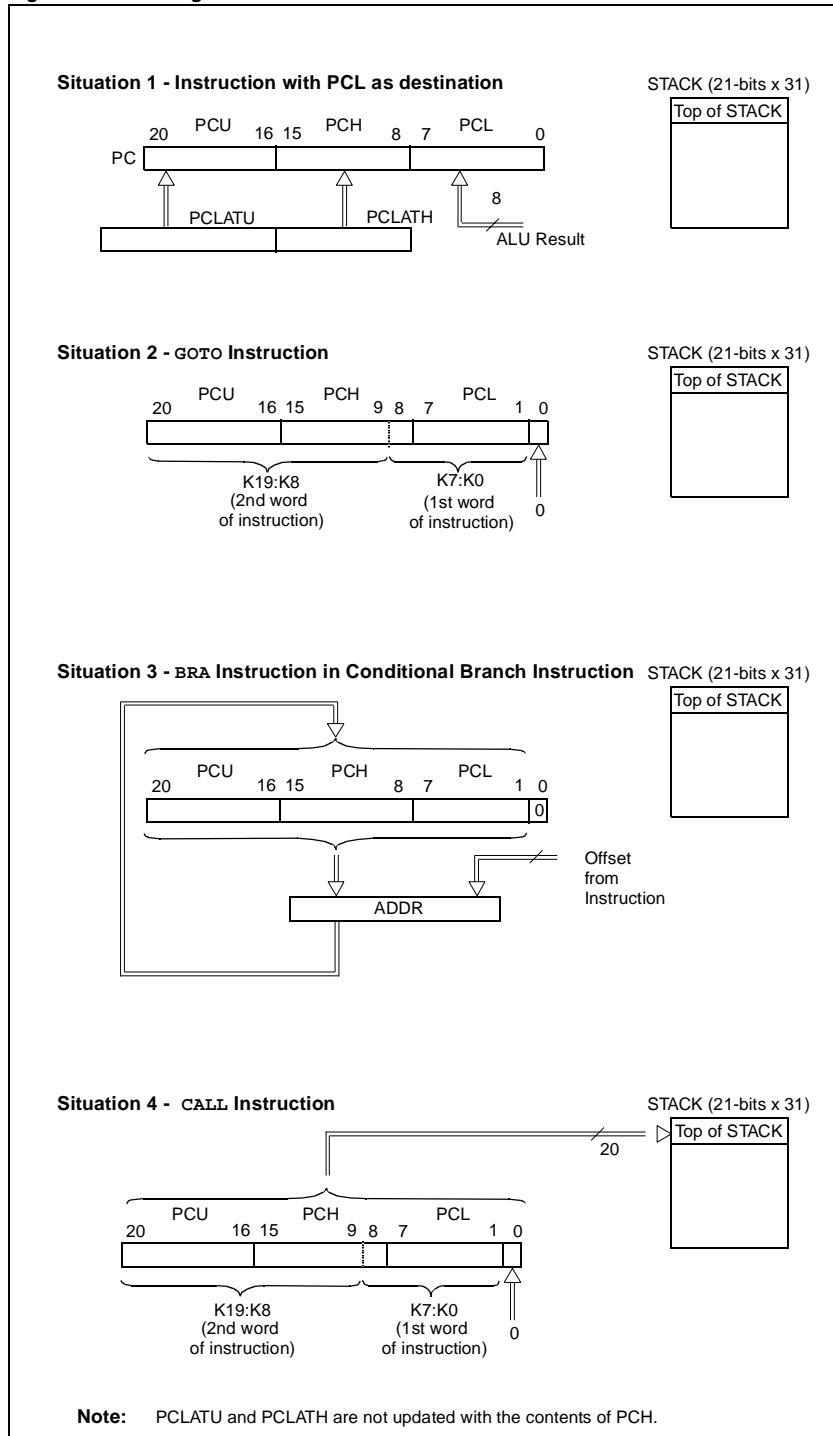 Situation 1 - Instruction with PCL as destination
STACK (21-bits x 31)
Top of STACK
20 PCU 16 15 PCH 8 7 PCL 0
PC
8
PCLATU PCLATH
ALU Result
Situation 2 - GOTO Instruction
STACK (21-bits x 31)
Top of STACK
20 PCU 16 15 PCH 9 8 7 PCL 1 0
K19:K8
(2nd word
of instruction)
K7:K0
(1st word
of instruction)
0
Situation 3 - BRA Instruction in Conditional Branch Instruction
STACK (21-bits x 31)
Top of STACK
20 PCU 16 15 PCH 8 7 PCL 1 0
0
Offset
from
Instruction
ADDR
Situation 4 - CALL Instruction
STACK (21-bits x 31)
Top of STACK
20
20 PCU 16 15 PCH 9 8 7 PCL 1 0
K19:K8
(2nd word
of instruction)
K7:K0
(1st word
of instruction)
0
Note: PCLATU and PCLATH are not updated with the contents of PCH.